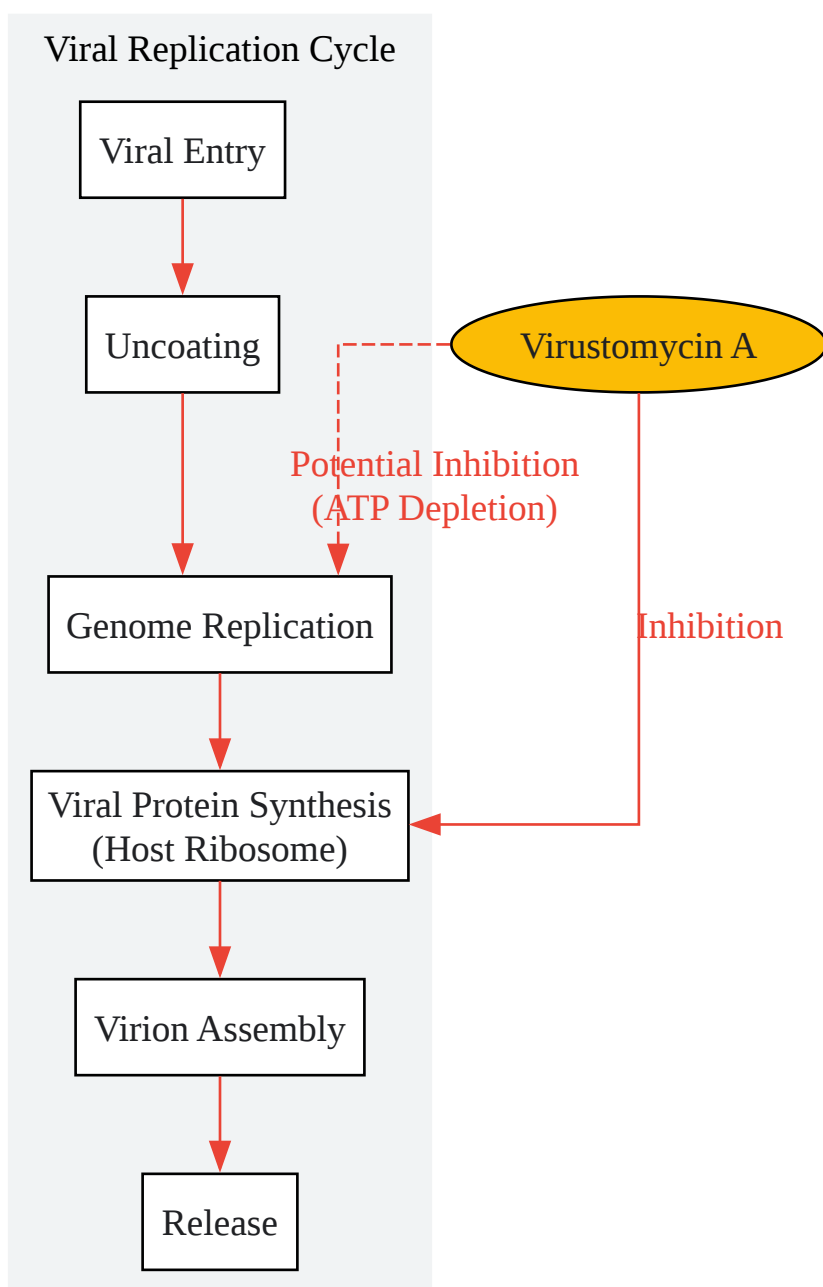 Viral Replication Cycle
Viral Entry
Uncoating
Virustomycin A
Potential Inhibition
(ATP Depletion)
Genome Replication
Inhibition
Viral Protein Synthesis
(Host Ribosome)
Virion Assembly
Release